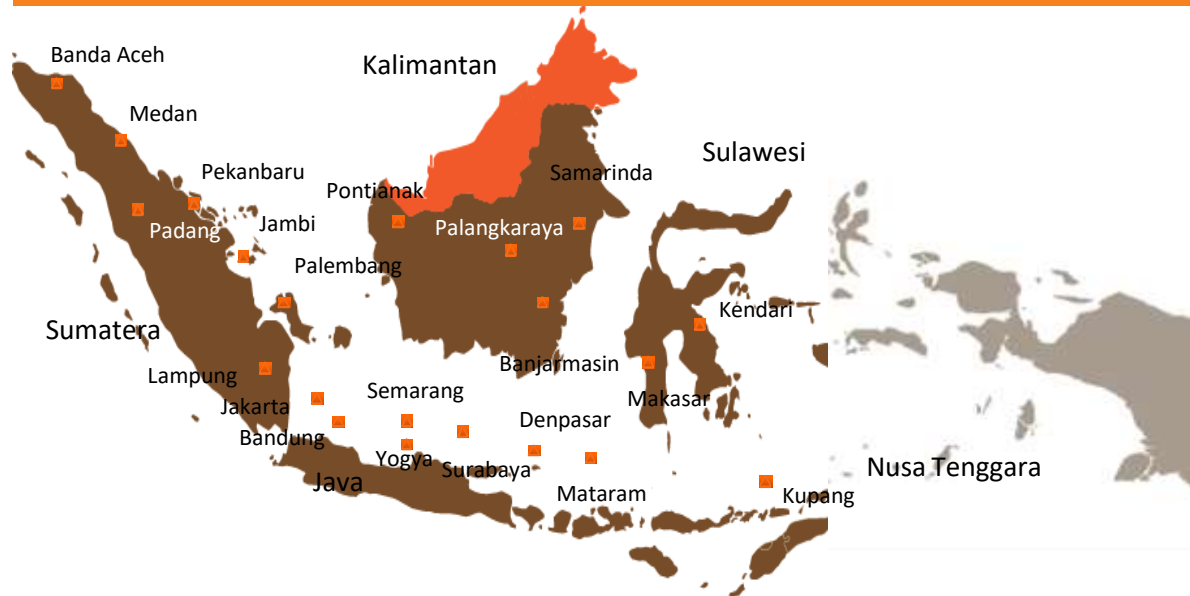 Banda Aceh
Kalimantan
Medan
Sulawesi
Pekanbaru
Samarinda
Pontianak
Padang
Jambi
Palangkaraya
Palembang
Sumatera
Kendari
Banjarmasin
Lampung
Semarang
Makasar
Jakarta
Denpasar
Bandung
Yogya
Surabaya
Nusa Tenggara
Java
Mataram
Kupang